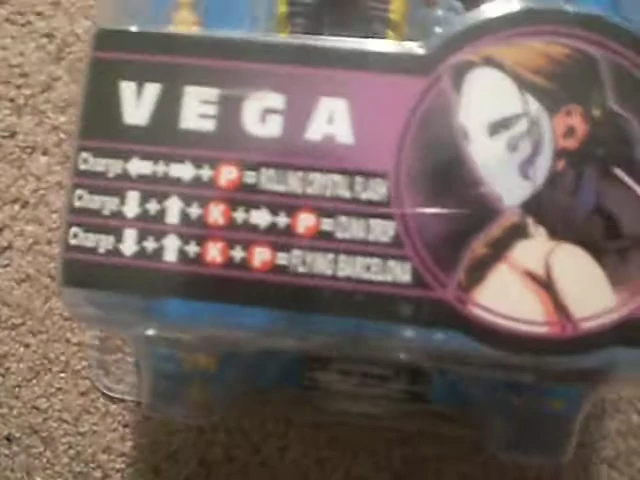 VEGA
Charge ⬅+➡+P=ROLLING CRYSTAL FLASH
Charge ⬇+⬆+K+➡+P=IZUNA DROP
Charge ⬇+⬆+K+P=FLYING BARCELONA